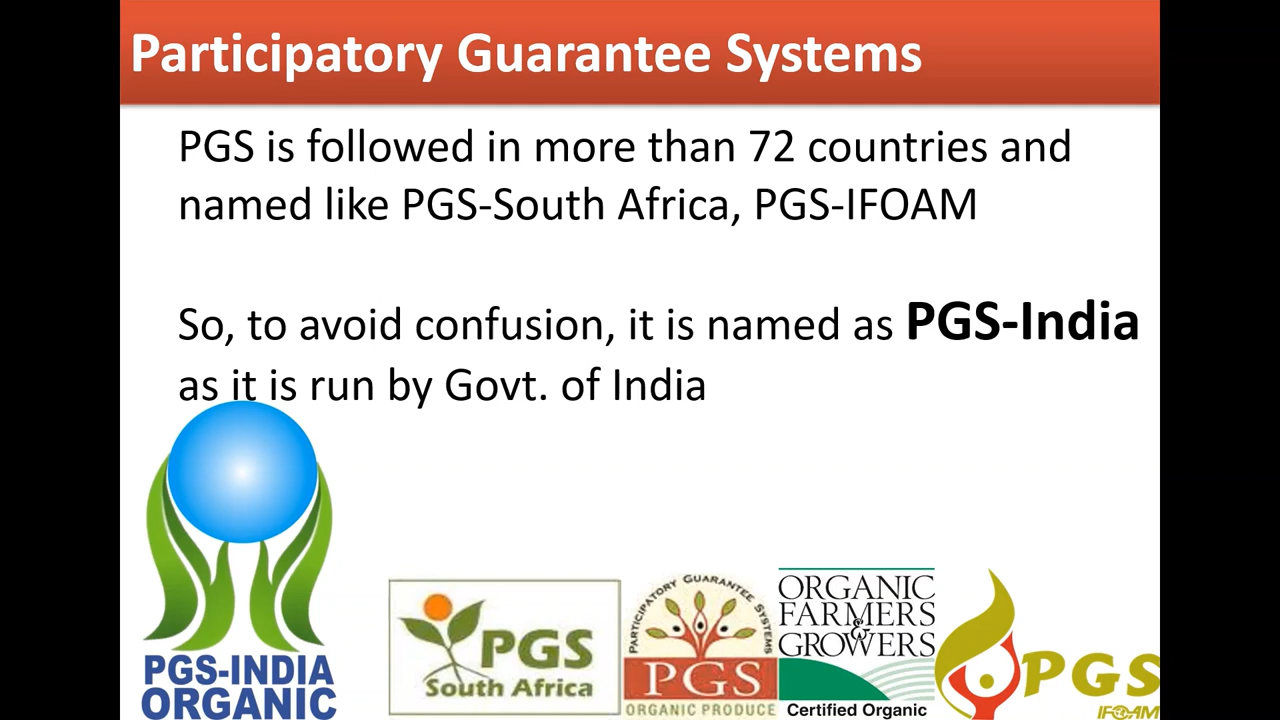 Participatory Guarantee Systems
PGS is followed in more than 72 countries and
named like PGS-South Africa, PGS-IFOAM
So, to avoid confusion, it is named as PGS-India
as it is run by Govt. of India
PGS-INDIA
ORGANIC
PGS
South Africa
PARTICIPATORY GUARANTEE SYSTEMS
PGS
ORGANIC PRODUCE
ORGANIC
FARMERS
&
GROWERS
Certified Organic
PGS
IFOAM